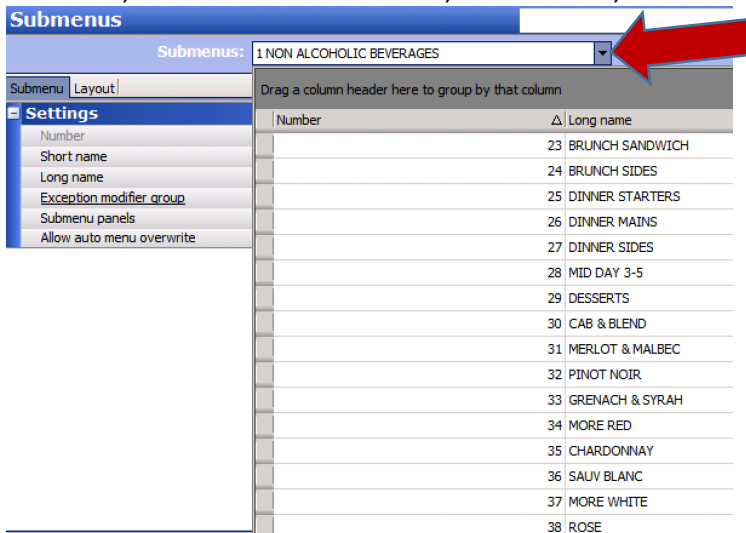 Submenus
Submenus: 1 NON ALCOHOLIC BEVERAGES
Submenu Layout
Drag a column header here to group by that column
Settings
Number
Short name
Long name
Exception modifier group
Submenu panels
Allow auto menu overwrite
Number Long name
23 BRUNCH SANDWICH
24 BRUNCH SIDES
25 DINNER STARTERS
26 DINNER MAINS
27 DINNER SIDES
28 MID DAY 3-5
29 DESSERTS
30 CAB & BLEND
31 MERLOT & MALBEC
32 PINOT NOIR
33 GRENACH & SYRAH
34 MORE RED
35 CHARDONNAY
36 SAUV BLANC
37 MORE WHITE
38 ROSE